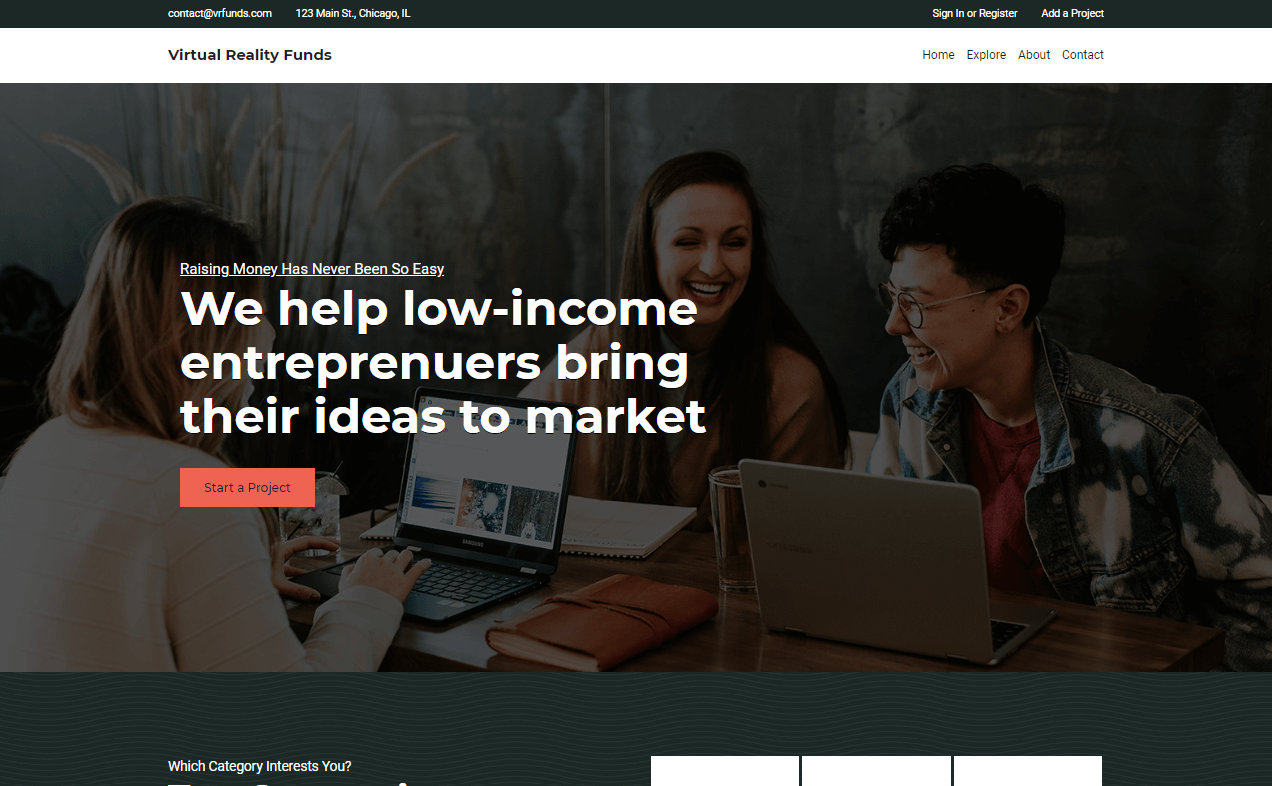 contact@vrfunds.com 123 Main St., Chicago, IL Sign In or Register Add a Project
Virtual Reality Funds Home Explore About Contact
Raising Money Has Never Been So Easy
We help low-income
entreprenuers bring
their ideas to market
Start a Project
SAMSUNG
Which Category Interests You?